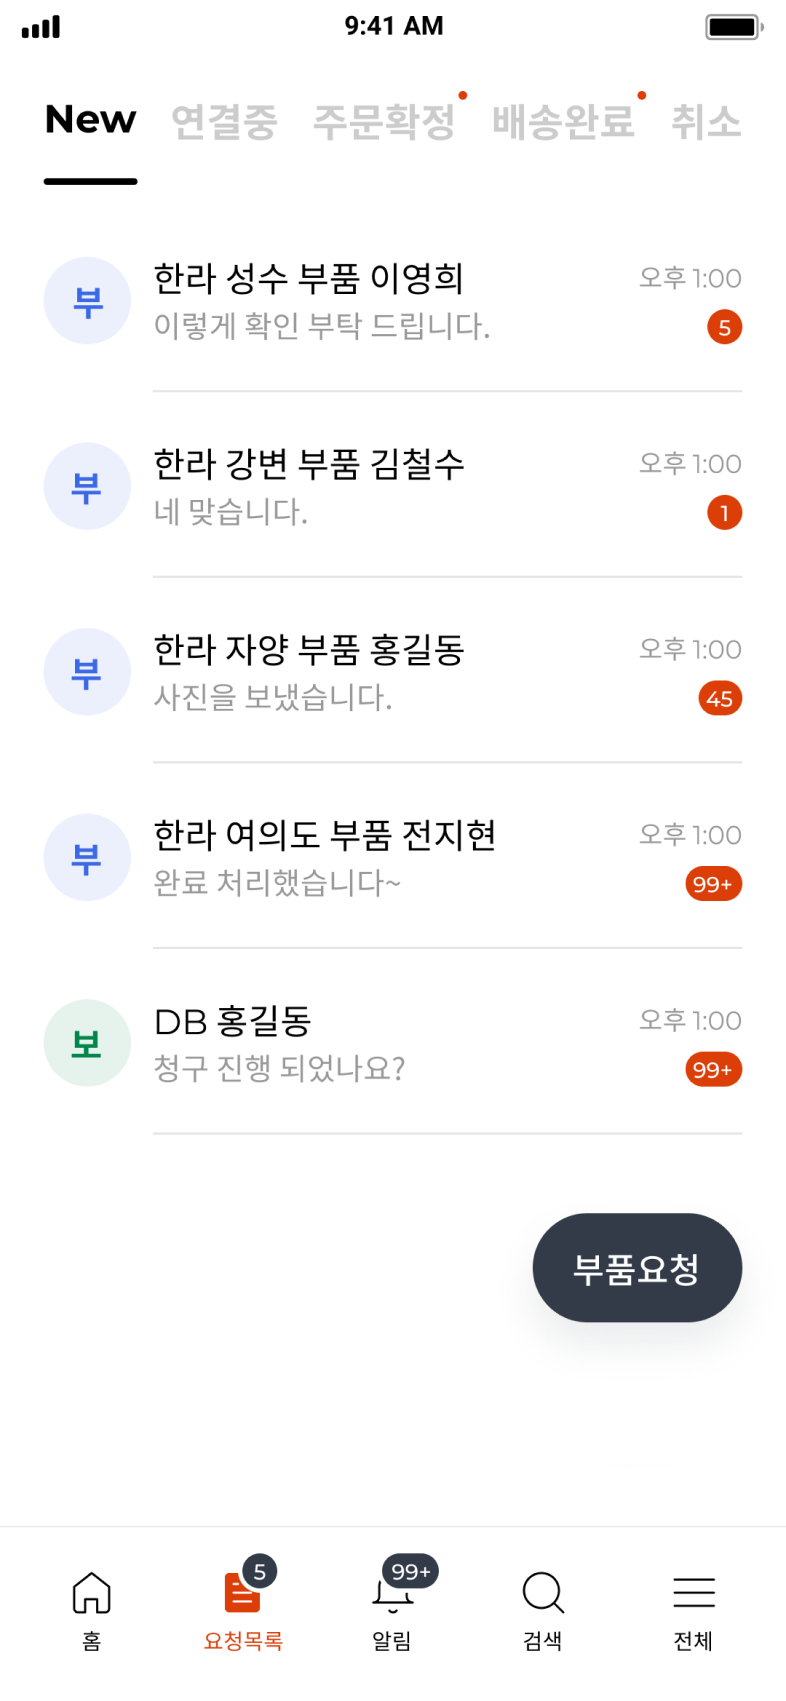 9:41 AM
New 연결중 주문확정 배송완료 취소
부
한라 성수 부품 이영희
오후 1:00
이렇게 확인 부탁 드립니다.
5
부
한라 강변 부품 김철수
오후 1:00
네 맞습니다.
1
부
한라 자양 부품 홍길동
오후 1:00
사진을 보냈습니다.
45
부
한라 여의도 부품 전지현
오후 1:00
완료 처리했습니다~
99+
보
DB 홍길동
오후 1:00
청구 진행 되었나요?
99+
부품요청
5
99+
홈 요청목록 알림 검색 전체